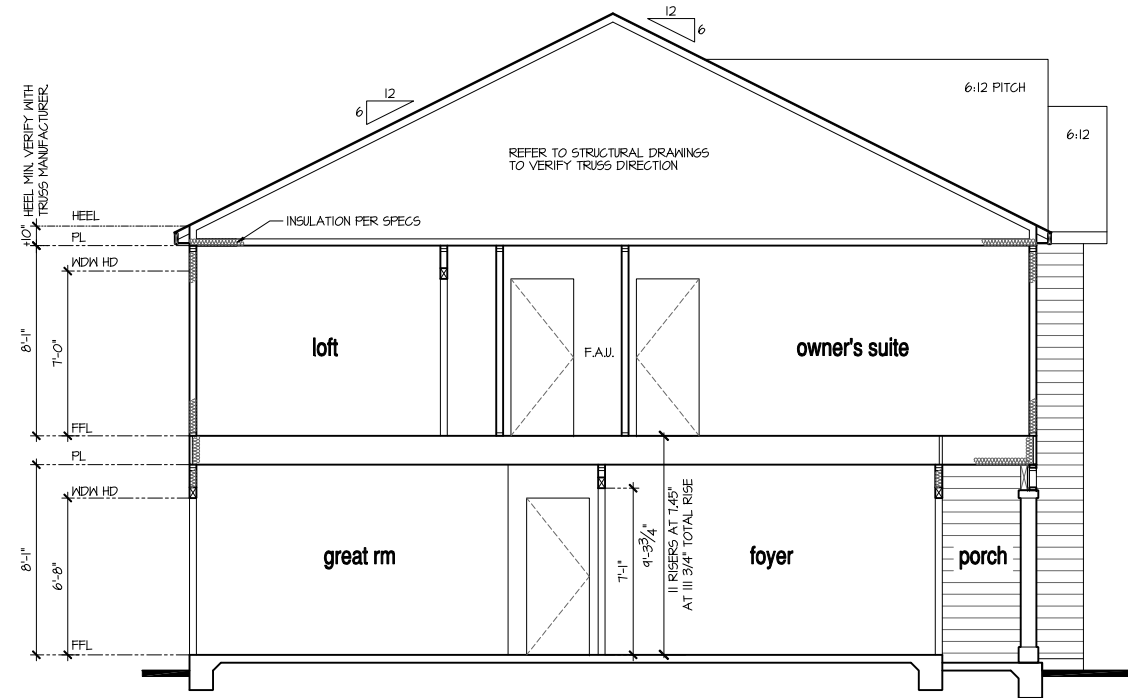 12
6
6:12 PITCH
12
6
6:12
REFER TO STRUCTURAL DRAWINGS
TO VERIFY TRUSS DIRECTION
+10" HEEL MIN. VERIFY WITH
TRUSS MANUFACTURER.
HEEL
INSULATION PER SPECS
PL
WDW HD
8'-1"
7'-0"
loft
F.A.U.
owner's suite
FFL
PL
WDW HD
8'-1"
6'-8"
great rm
7'-1"
9'-3 3/4"
11 RISERS AT 7.45"
AT 111 3/4" TOTAL RISE
foyer
porch
FFL